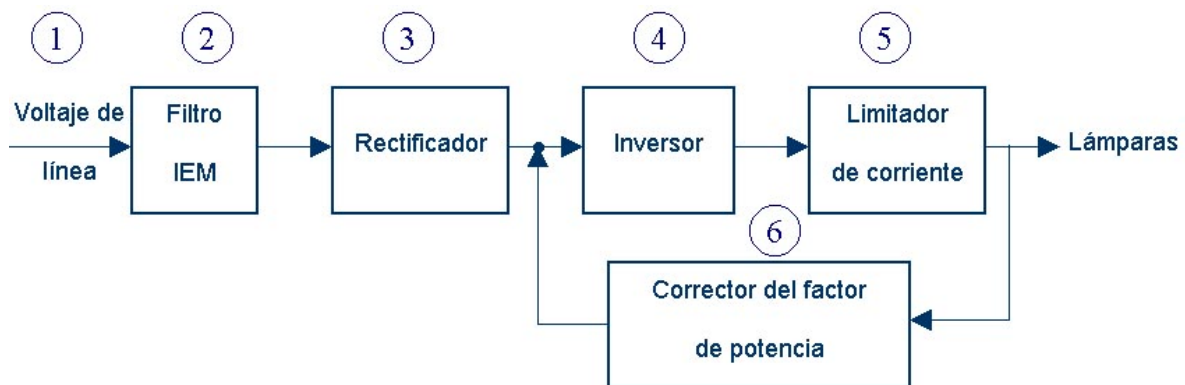 1
2
3
4
5
Voltaje de
línea
Filtro
IEM
Rectificador
Inversor
Limitador
de corriente
Lámparas
6
Corrector del factor
de potencia